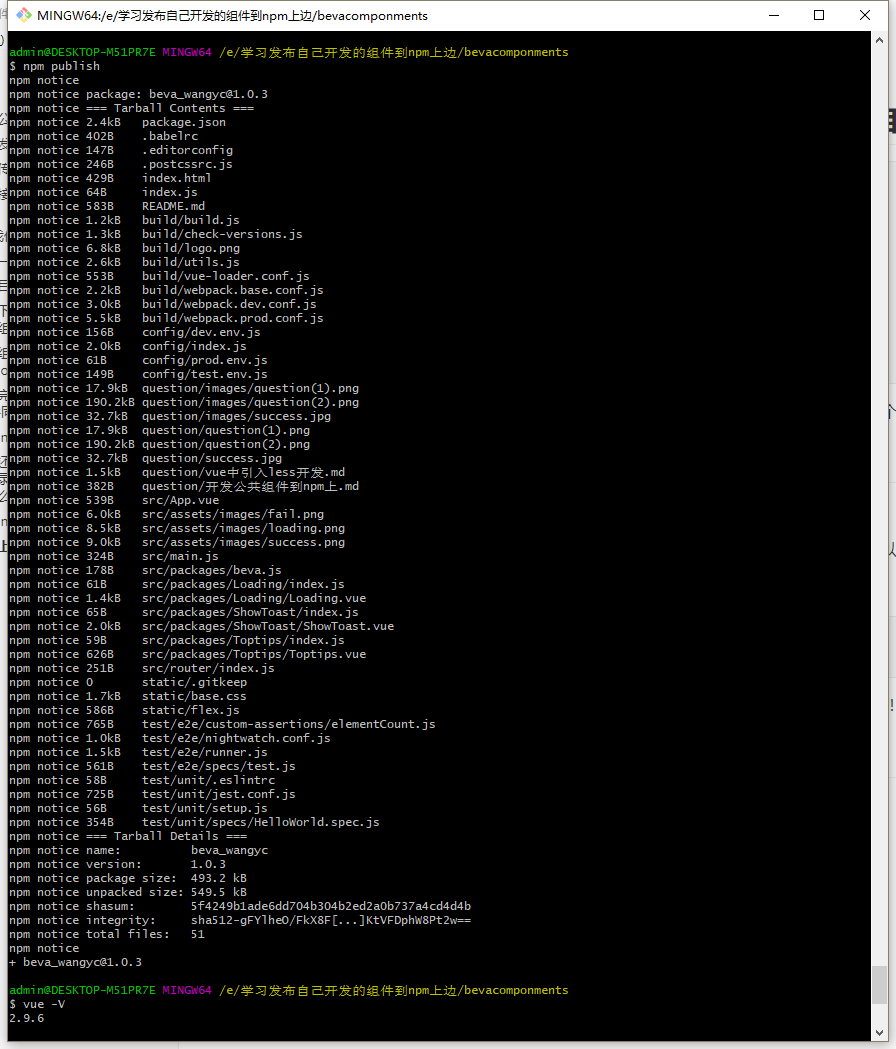 MINGW64:/e/学习发布自己开发的组件到npm上边/bevacomponments
admin@DESKTOP-M51PR7E MINGW64 /e/学习发布自己开发的组件到npm上边/bevacomponments
$ npm publish
npm notice
npm notice package: beva_wangyc@1.0.3
npm notice === Tarball Contents ===
npm notice 2.4kB   package.json
npm notice 402B    .babelrc
npm notice 147B    .editorconfig
npm notice 246B    .postcssrc.js
npm notice 429B    index.html
npm notice 64B     index.js
npm notice 583B    README.md
npm notice 1.2kB   build/build.js
npm notice 1.3kB   build/check-versions.js
npm notice 6.8kB   build/logo.png
npm notice 2.6kB   build/utils.js
npm notice 553B    build/vue-loader.conf.js
npm notice 2.2kB   build/webpack.base.conf.js
npm notice 3.0kB   build/webpack.dev.conf.js
npm notice 5.5kB   build/webpack.prod.conf.js
npm notice 156B    config/dev.env.js
npm notice 2.0kB   config/index.js
npm notice 61B     config/prod.env.js
npm notice 149B    config/test.env.js
npm notice 17.9kB  question/images/question(1).png
npm notice 190.2kB question/images/question(2).png
npm notice 32.7kB  question/images/success.jpg
npm notice 17.9kB  question/question(1).png
npm notice 190.2kB question/question(2).png
npm notice 32.7kB  question/success.jpg
npm notice 1.5kB   question/vue中引入less开发.md
npm notice 382B    question/开发公共组件到npm上.md
npm notice 539B    src/App.vue
npm notice 6.0kB   src/assets/images/fail.png
npm notice 8.5kB   src/assets/images/loading.png
npm notice 9.0kB   src/assets/images/success.png
npm notice 324B    src/main.js
npm notice 178B    src/packages/beva.js
npm notice 61B     src/packages/Loading/index.js
npm notice 1.4kB   src/packages/Loading/Loading.vue
npm notice 65B     src/packages/ShowToast/index.js
npm notice 2.0kB   src/packages/ShowToast/ShowToast.vue
npm notice 59B     src/packages/Toptips/index.js
npm notice 626B    src/packages/Toptips/Toptips.vue
npm notice 251B    src/router/index.js
npm notice 0       static/.gitkeep
npm notice 1.7kB   static/base.css
npm notice 586B    static/flex.js
npm notice 765B    test/e2e/custom-assertions/elementCount.js
npm notice 1.0kB   test/e2e/nightwatch.conf.js
npm notice 1.5kB   test/e2e/runner.js
npm notice 561B    test/e2e/specs/test.js
npm notice 58B     test/unit/.eslintrc
npm notice 725B    test/unit/jest.conf.js
npm notice 56B     test/unit/setup.js
npm notice 354B    test/unit/specs/HelloWorld.spec.js
npm notice === Tarball Details ===
npm notice name:          beva_wangyc
npm notice version:       1.0.3
npm notice package size:  493.2 kB
npm notice unpacked size: 549.5 kB
npm notice shasum:        5f4249b1ade6dd704b304b2ed2a0b737a4cd4d4b
npm notice integrity:     sha512-gFYlheO/FkX8F[...]KtVFDphW8Pt2w==
npm notice total files:   51
npm notice
+ beva_wangyc@1.0.3
admin@DESKTOP-M51PR7E MINGW64 /e/学习发布自己开发的组件到npm上边/bevacomponments
$ vue -V
2.9.6